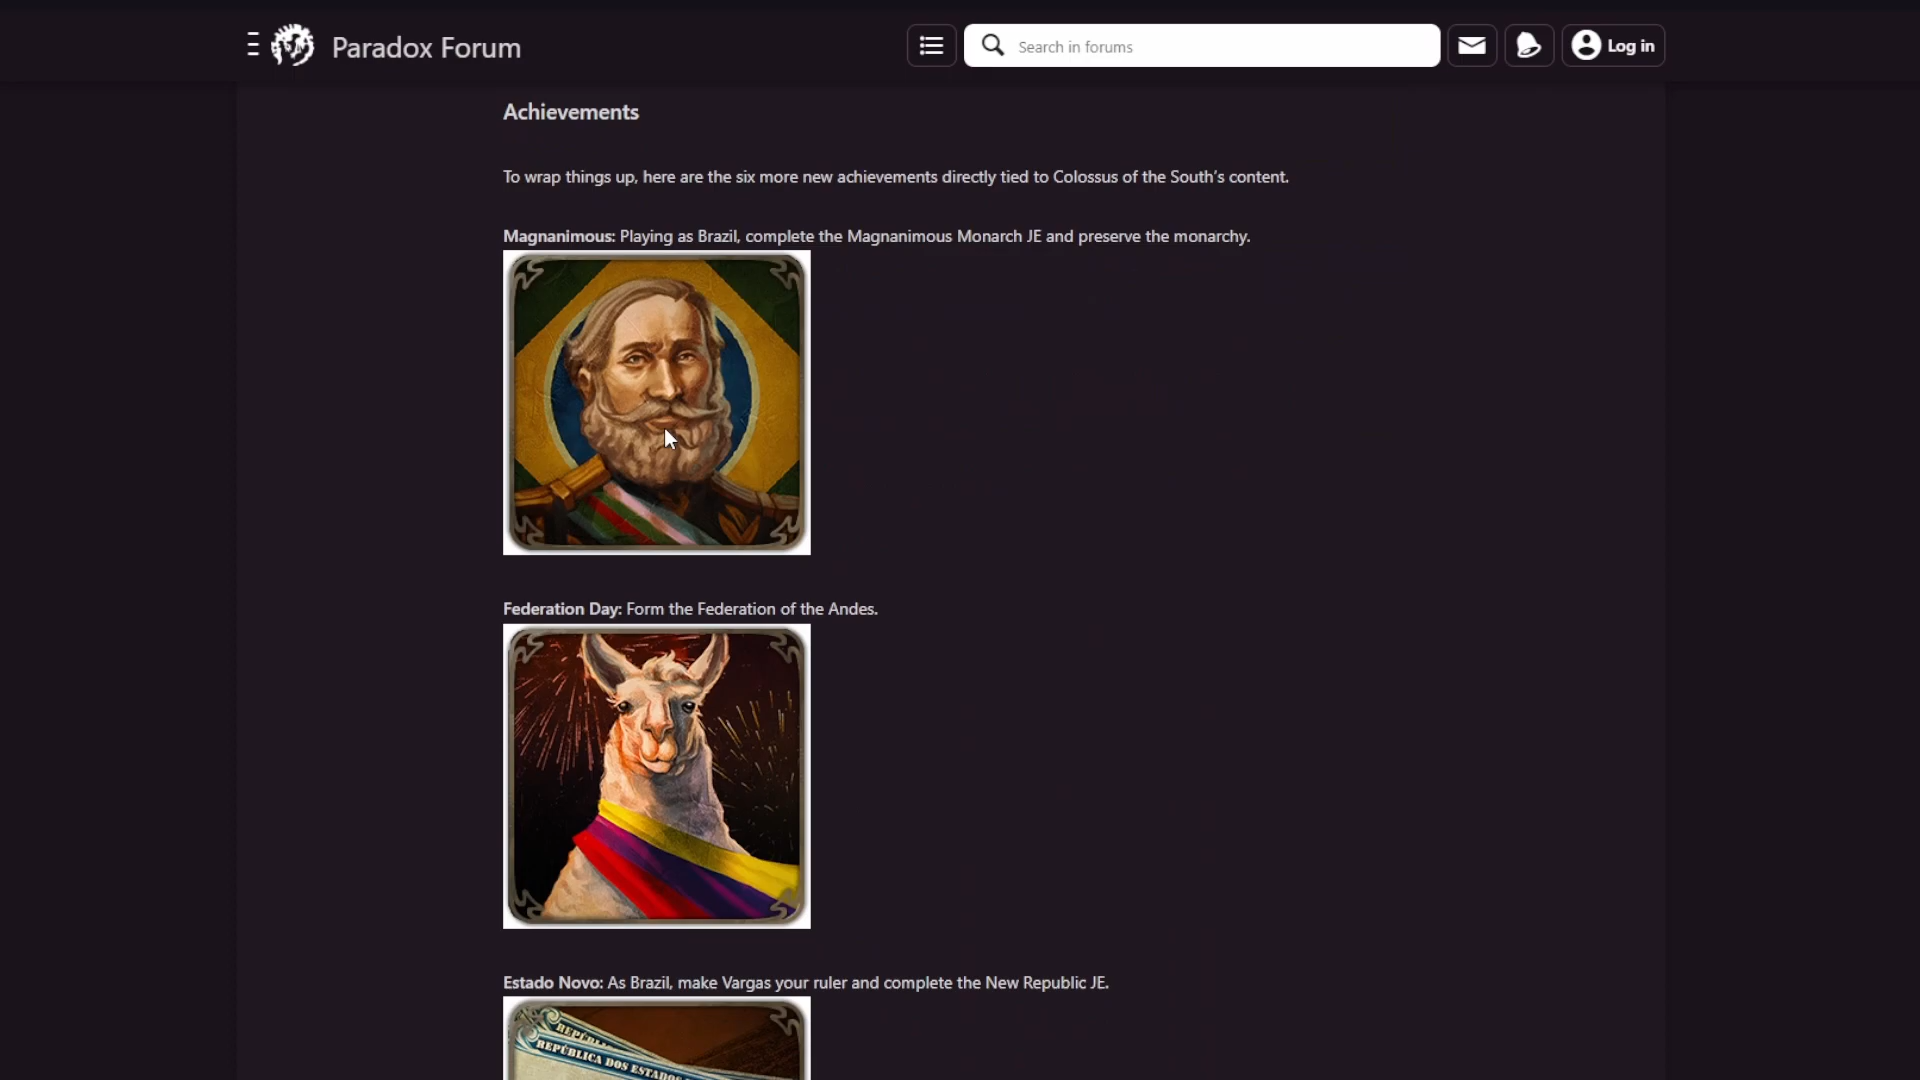 Paradox Forum
Search in forums
Log in
Achievements
To wrap things up, here are the six more new achievements directly tied to Colossus of the South's content.
Magnanimous: Playing as Brazil, complete the Magnanimous Monarch JE and preserve the monarchy.
Federation Day: Form the Federation of the Andes.
Estado Novo: As Brazil, make Vargas your ruler and complete the New Republic JE.
REPÚBLICA DOS ESTADOS